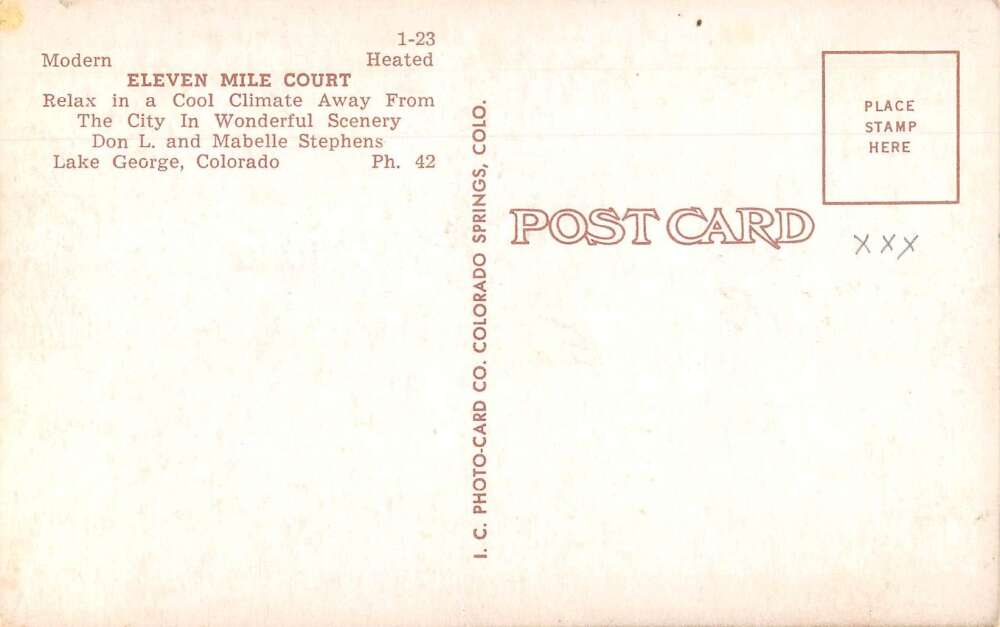 1-23
Modern Heated
ELEVEN MILE COURT
Relax in a Cool Climate Away From
The City In Wonderful Scenery
Don L. and Mabelle Stephens
Lake George, Colorado Ph. 42
I. C. PHOTO-CARD CO. COLORADO SPRINGS, COLO.
POST CARD
PLACE
STAMP
HERE
XXX